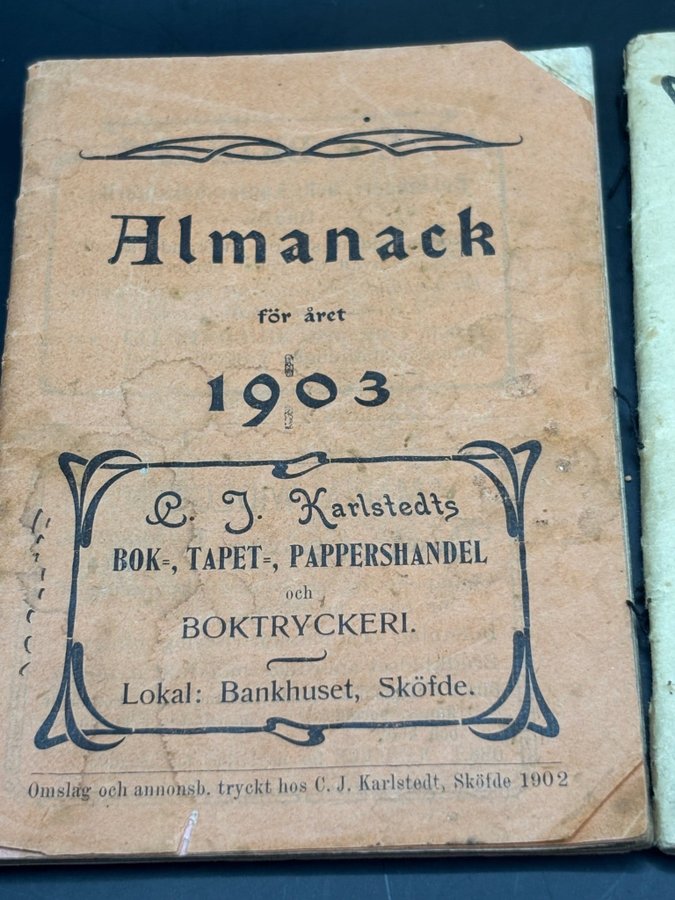 Almanack
för året
1903
C. J. Karlstedts
BOK=, TAPET=, PAPPERSHANDEL
och
BOKTRYCKERI.
Lokal: Bankhuset, Sköfde.
Omslag och annonsb. tryckt hos C. J. Karlstedt, Sköfde 1902